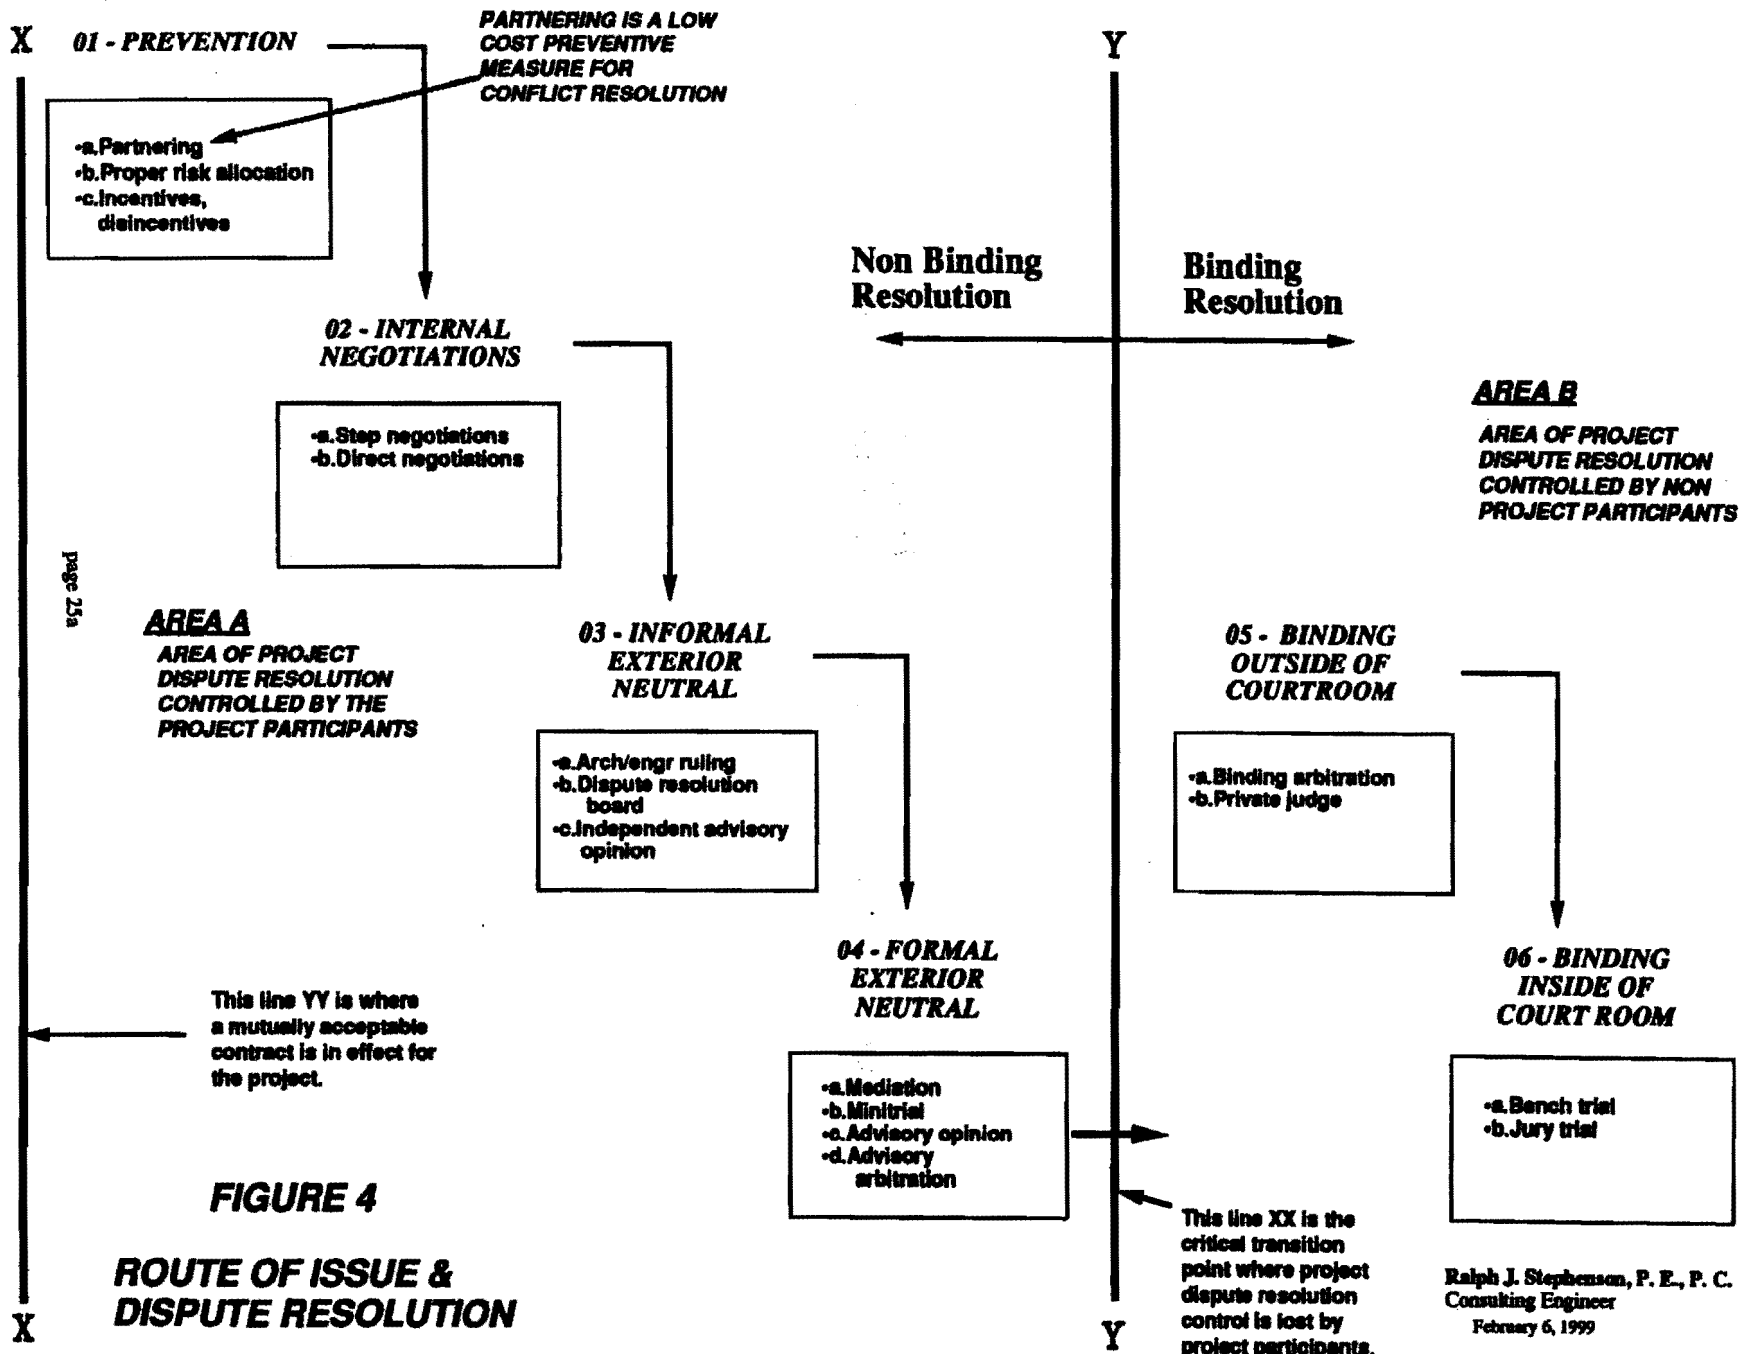 X
01 - PREVENTION
PARTNERING IS A LOW
COST PREVENTIVE
MEASURE FOR
CONFLICT RESOLUTION
Y
•a.Partnering
•b.Proper risk allocation
•c.Incentives,
disincentives
Non Binding
Resolution
Binding
Resolution
02 - INTERNAL
NEGOTIATIONS
•a.Step negotiations
•b.Direct negotiations
AREA B
AREA OF PROJECT
DISPUTE RESOLUTION
CONTROLLED BY NON
PROJECT PARTICIPANTS
page 25a
AREA A
AREA OF PROJECT
DISPUTE RESOLUTION
CONTROLLED BY THE
PROJECT PARTICIPANTS
03 - INFORMAL
EXTERIOR
NEUTRAL
•a.Arch/engr ruling
•b.Dispute resolution
board
•c.Independent advisory
opinion
05 - BINDING
OUTSIDE OF
COURTROOM
•a.Binding arbitration
•b.Private judge
04 - FORMAL
EXTERIOR
NEUTRAL
•a.Mediation
•b.Minitrial
•c.Advisory opinion
•d.Advisory
arbitration
06 - BINDING
INSIDE OF
COURT ROOM
•a.Bench trial
•b.Jury trial
This line YY is where
a mutually acceptable
contract is in effect for
the project.
This line XX is the
critical transition
point where project
dispute resolution
control is lost by
project participants.
FIGURE 4
ROUTE OF ISSUE &
DISPUTE RESOLUTION
Ralph J. Stephenson, P. E., P. C.
Consulting Engineer
February 6, 1999
X
Y